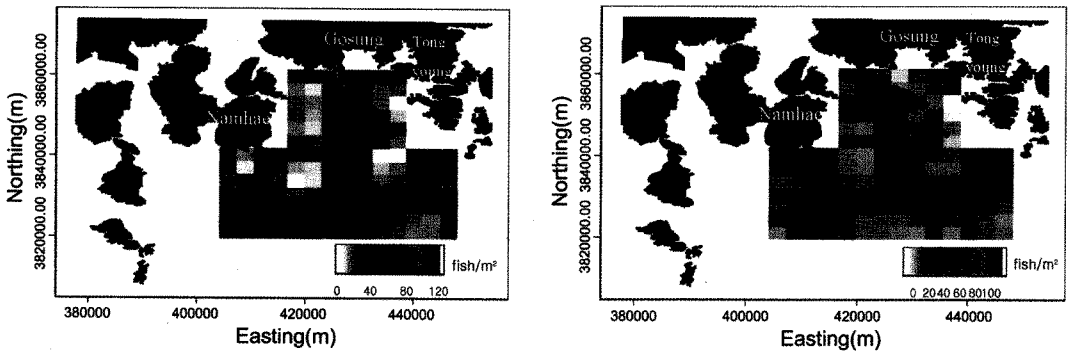 Gosung
Tong
young
Namhae
Northing(m)
3860000.00
3840000.00
3820000.00
fish/m²
0 40 80 120
380000 400000 420000 440000
Easting(m)
Gosung
Tong
young
Namhae
Northing(m)
3860000.00
3840000.00
3820000.00
fish/m²
0 20 40 60 80 100
380000 400000 420000 440000
Easting(m)